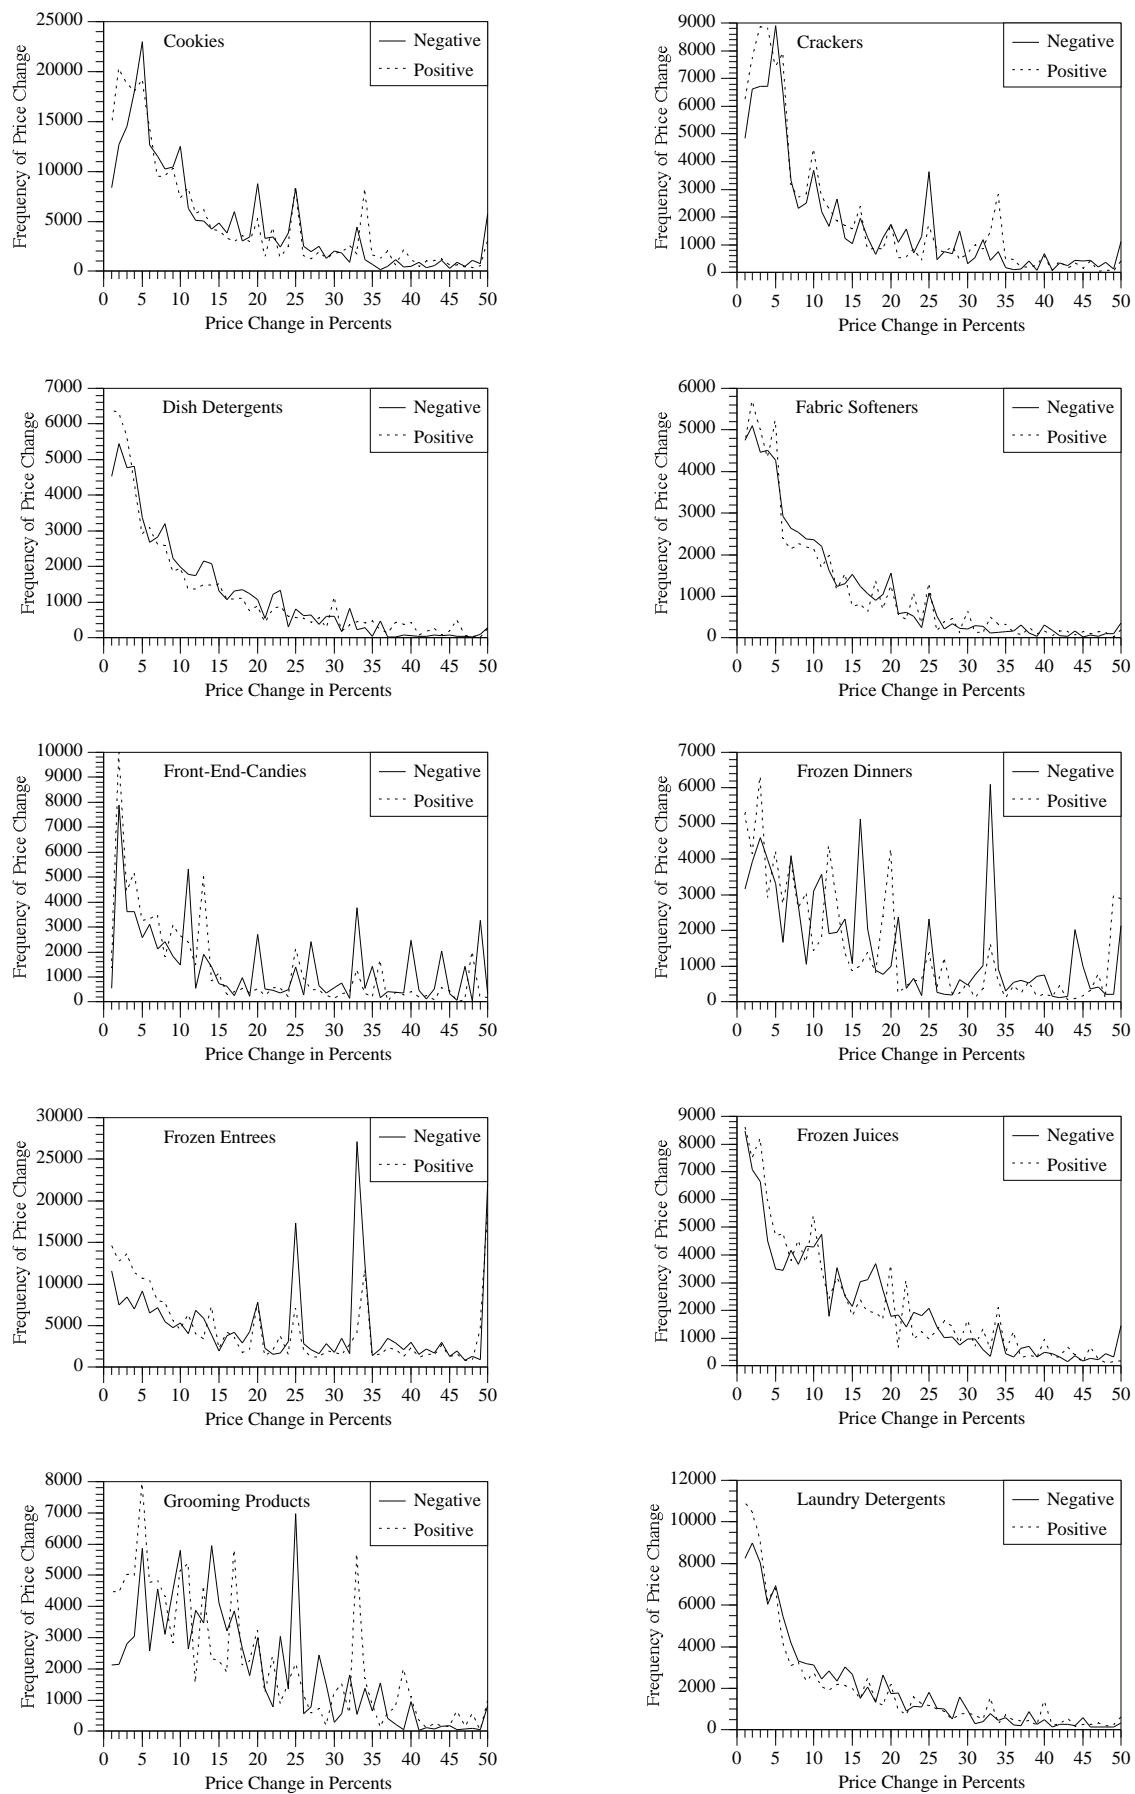 Cookies
Negative
Positive
Frequency of Price Change
25000
20000
15000
10000
5000
0
0 5 10 15 20 25 30 35 40 45 50
Price Change in Percents
Crackers
Negative
Positive
Frequency of Price Change
9000
8000
7000
6000
5000
4000
3000
2000
1000
0
0 5 10 15 20 25 30 35 40 45 50
Price Change in Percents
Dish Detergents
Negative
Positive
Frequency of Price Change
7000
6000
5000
4000
3000
2000
1000
0
0 5 10 15 20 25 30 35 40 45 50
Price Change in Percents
Fabric Softeners
Negative
Positive
Frequency of Price Change
6000
5000
4000
3000
2000
1000
0
0 5 10 15 20 25 30 35 40 45 50
Price Change in Percents
Front-End-Candies
Negative
Positive
Frequency of Price Change
10000
9000
8000
7000
6000
5000
4000
3000
2000
1000
0
0 5 10 15 20 25 30 35 40 45 50
Price Change in Percents
Frozen Dinners
Negative
Positive
Frequency of Price Change
7000
6000
5000
4000
3000
2000
1000
0
0 5 10 15 20 25 30 35 40 45 50
Price Change in Percents
Frozen Entrees
Negative
Positive
Frequency of Price Change
30000
25000
20000
15000
10000
5000
0
0 5 10 15 20 25 30 35 40 45 50
Price Change in Percents
Frozen Juices
Negative
Positive
Frequency of Price Change
9000
8000
7000
6000
5000
4000
3000
2000
1000
0
0 5 10 15 20 25 30 35 40 45 50
Price Change in Percents
Grooming Products
Negative
Positive
Frequency of Price Change
8000
7000
6000
5000
4000
3000
2000
1000
0
0 5 10 15 20 25 30 35 40 45 50
Price Change in Percents
Laundry Detergents
Negative
Positive
Frequency of Price Change
12000
10000
8000
6000
4000
2000
0
0 5 10 15 20 25 30 35 40 45 50
Price Change in Percents